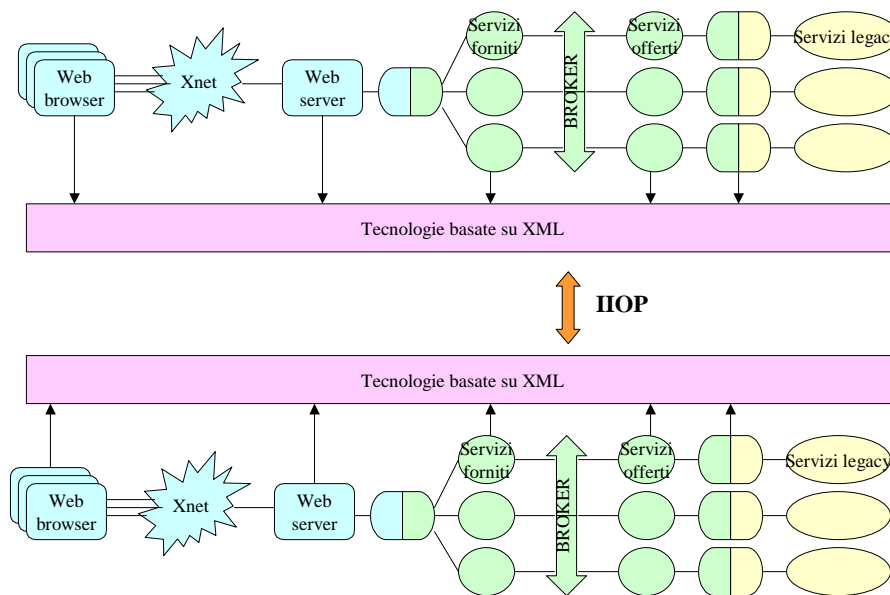 Servizi
forniti
Servizi
offerti
Servizi legacy
Web
browser
Xnet
Web
server
BROKER
Tecnologie basate su XML
IIOP
Tecnologie basate su XML
Servizi
forniti
Servizi
offerti
Servizi legacy
Web
browser
Xnet
Web
server
BROKER